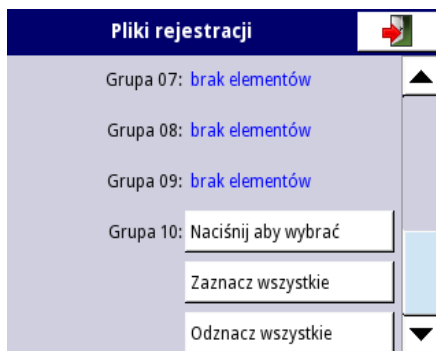 Pliki rejestracji
Grupa 07: brak elementów
Grupa 08: brak elementów
Grupa 09: brak elementów
Grupa 10: Naciśnij aby wybrać
Zaznacz wszystkie
Odznacz wszystkie